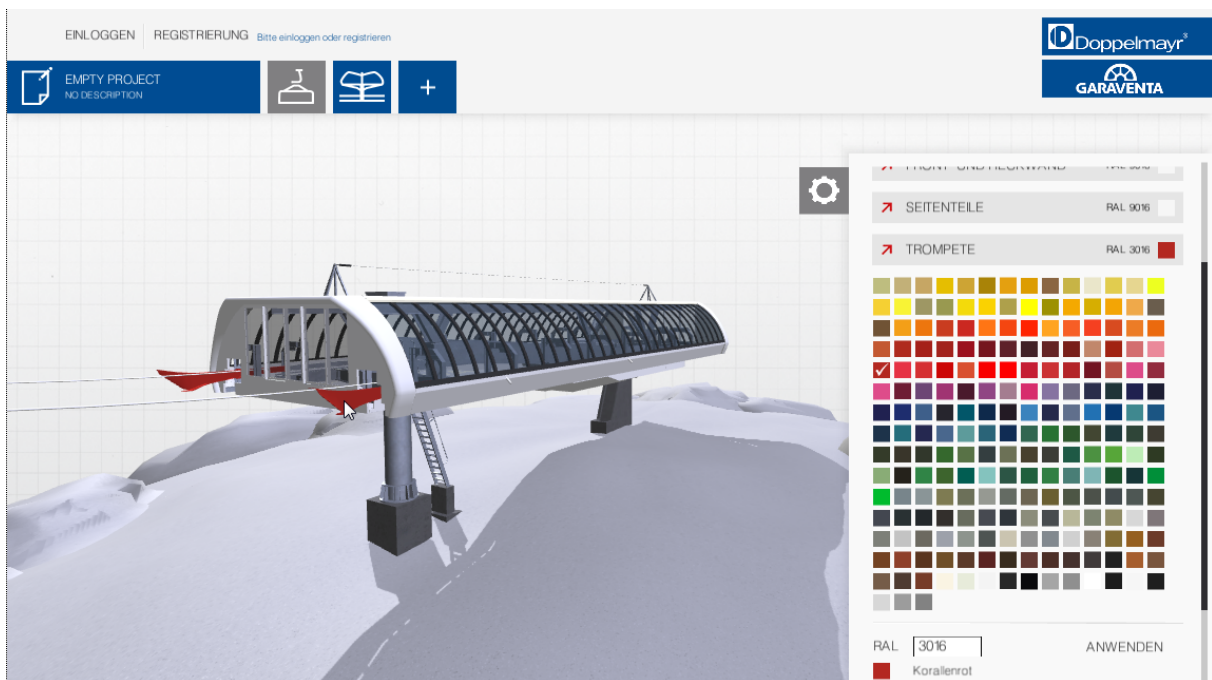 EINLOGGEN REGISTRIERUNG Bitte einloggen oder registrieren
Doppelmayr³
GARAVENTA
EMPTY PROJECT
NO DESCRIPTION
+
SEITENTEILE RAL 9016
TROMPETE RAL 3016
RAL 3016 ANWENDEN
Korallenrot